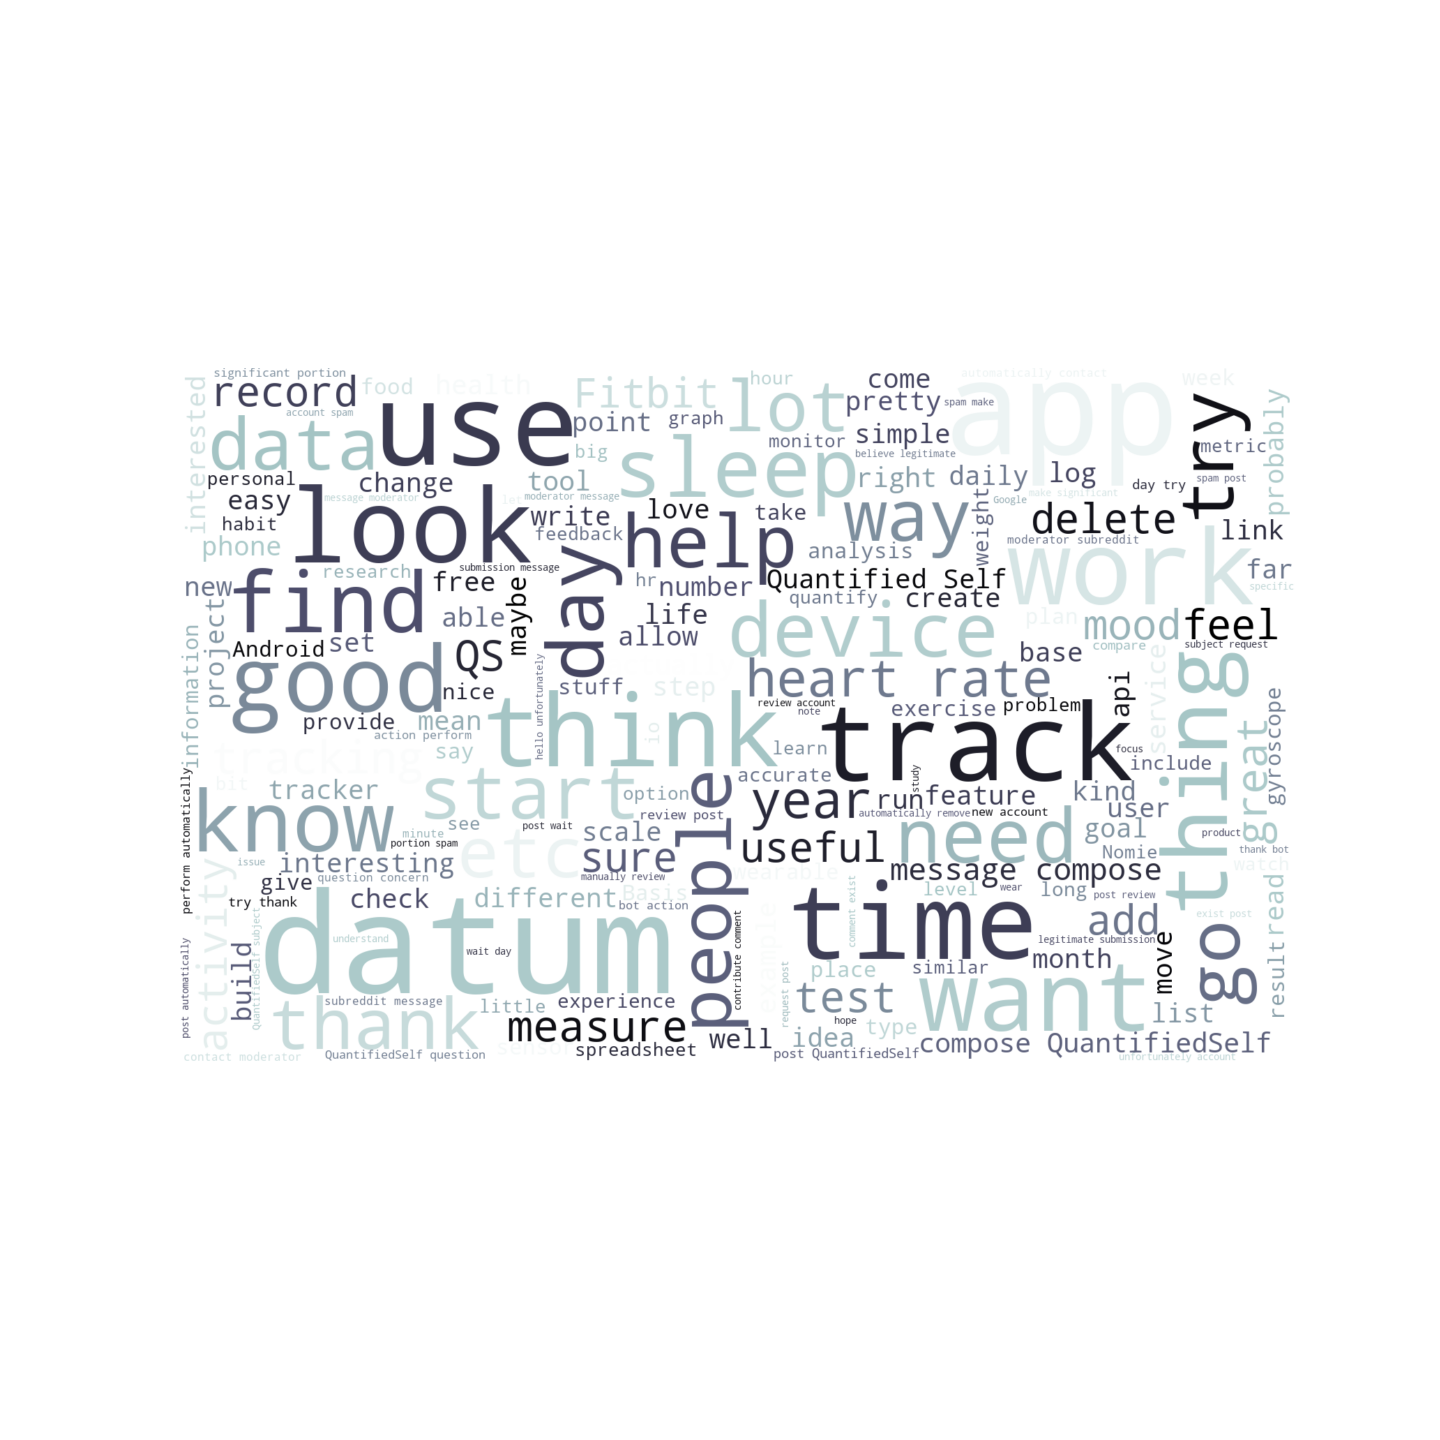 significant portion
food
health
Fitbit
lot
hour
come
automatically contact
app
week
interested
record
account spam
use
point
graph
pretty
spam make
try
probably
data
big
sleep
monitor
simple
believe legitimate
metric
personal
change
tool
right
daily
log
day try
spam post
easy
message moderator
let
moderator message
look
write
love
take
way
weight
Google
make significant
delete
habit
feedback
help
analysis
moderator subreddit
link
phone
submission message
day
work
far
new
research
free
maybe
hr
number
Quantified Self
quantify
create
specific
find
able
life
plan
project
Android
set
QS
allow
device
mood
feel
information
good
nice
hello unfortunately
stuff
step
heart rate
base
compare
subject request
service
thing
provide
mean
action perform
think
io
review account
note
exercise
problem
api
gyroscope
tracking
say
learn
track
focus
great
perform automatically
bit
tracker
start
option
people
accurate
study
include
know
minute
see
post wait
scale
review post
year
run
feature
kind
user
automatically remove
new account
product
portion spam
etc
sure
useful
need
goal
Nomie
thank bot
issue
interesting
question concern
manually review
wearable
message compose
watch
activity
give
try thank
check
different
Basis
bot action
example
level
wear
long
post review
read
datum
time
add
exist post
QuantifiedSelf subject
understand
wait day
contribute comment
comment exist
legitimate submission
go
build
post automatically
place
similar
month
move
result
request post
subreddit message
little
experience
test
want
list
thank
measure
hope
type
contact moderator
QuantifiedSelf question
sensor
spreadsheet
well
idea
post QuantifiedSelf
compose QuantifiedSelf
unfortunately account